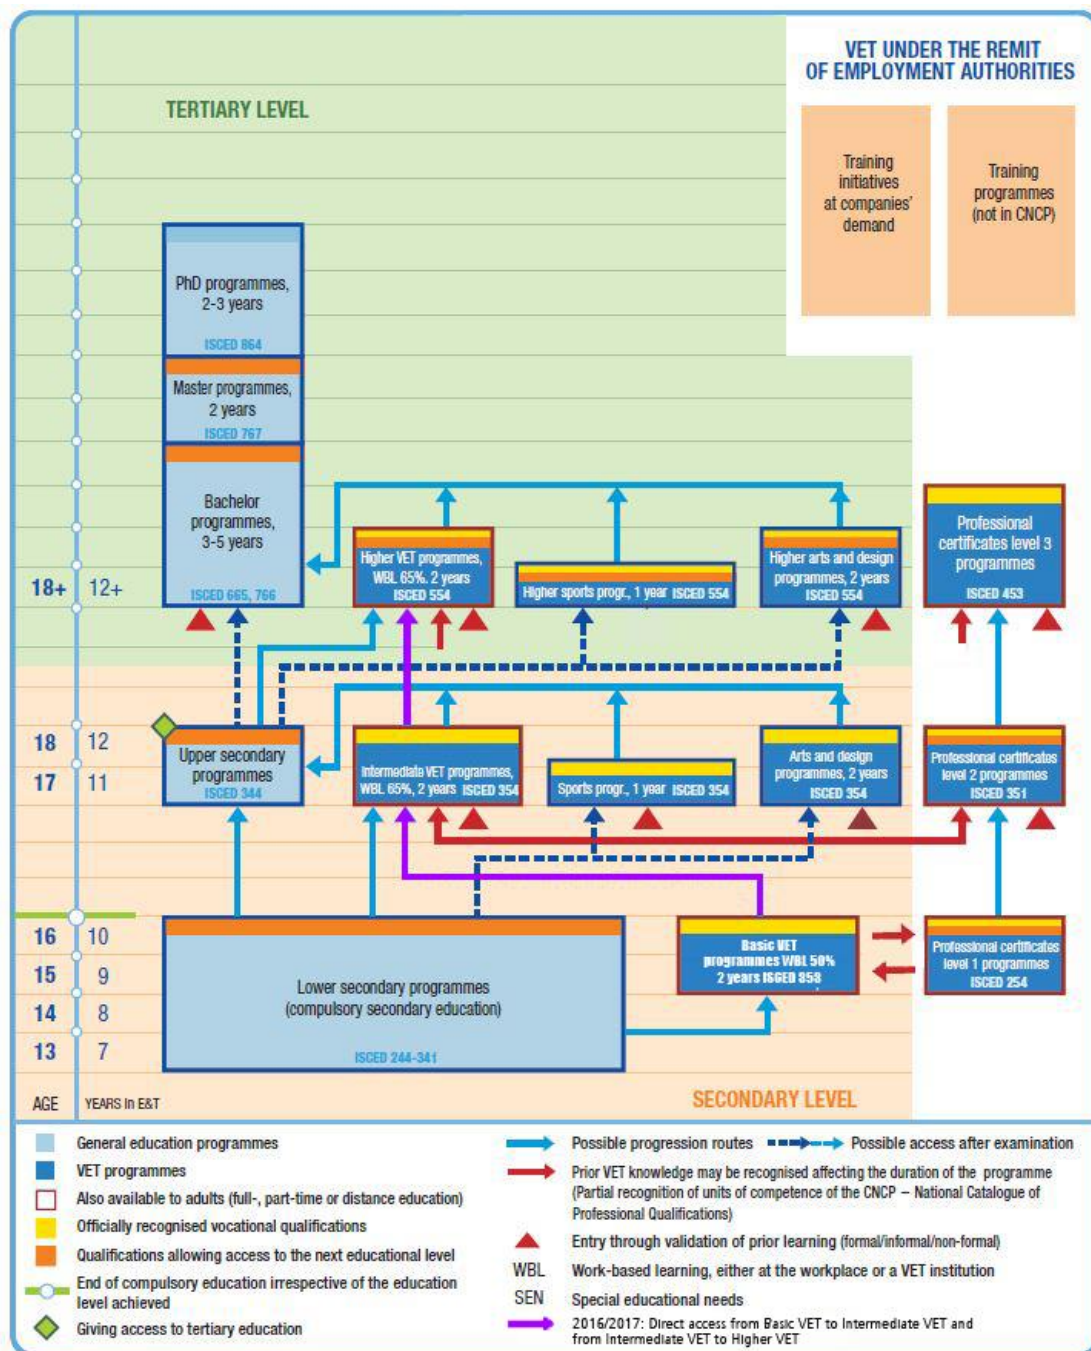 VET UNDER THE REMIT
OF EMPLOYMENT AUTHORITIES
Training
initiatives
at companies'
demand
Training
programmes
(not in CNCP)
TERTIARY LEVEL
PhD programmes,
2-3 years
ISCED 864
Master programmes,
2 years
ISCED 767
Bachelor
programmes,
3-5 years
ISCED 665, 766
Higher VET programmes,
WBL 65%. 2 years
ISCED 554
Higher sports progr., 1 year ISCED 554
Higher arts and design
programmes, 2 years
ISCED 554
Professional
certificates level 3
programmes
ISCED 453
18+ 12+
18 12
17 11
Upper secondary
programmes
ISCED 344
Intermediate VET programmes,
WBL 65%, 2 years ISCED 354
Sports progr., 1 year ISCED 354
Arts and design
programmes, 2 years
ISCED 354
Professional certificates
level 2 programmes
ISCED 351
16 10
15 9
14 8
13 7
Lower secondary programmes
(compulsory secondary education)
ISCED 244-341
Basic VET
programmes WBL 50%
2 years ISCED 353
Professional certificates
level 1 programmes
ISCED 254
AGE YEARS in E&T
SECONDARY LEVEL
General education programmes
VET programmes
Also available to adults (full-, part-time or distance education)
Officially recognised vocational qualifications
Qualifications allowing access to the next educational level
End of compulsory education irrespective of the education
level achieved
Giving access to tertiary education
Possible progression routes
Possible access after examination
Prior VET knowledge may be recognised affecting the duration of the programme
(Partial recognition of units of competence of the CNCP – National Catalogue of
Professional Qualifications)
Entry through validation of prior learning (formal/informal/non-formal)
WBL Work-based learning, either at the workplace or a VET institution
SEN Special educational needs
2016/2017: Direct access from Basic VET to Intermediate VET and
from Intermediate VET to Higher VET